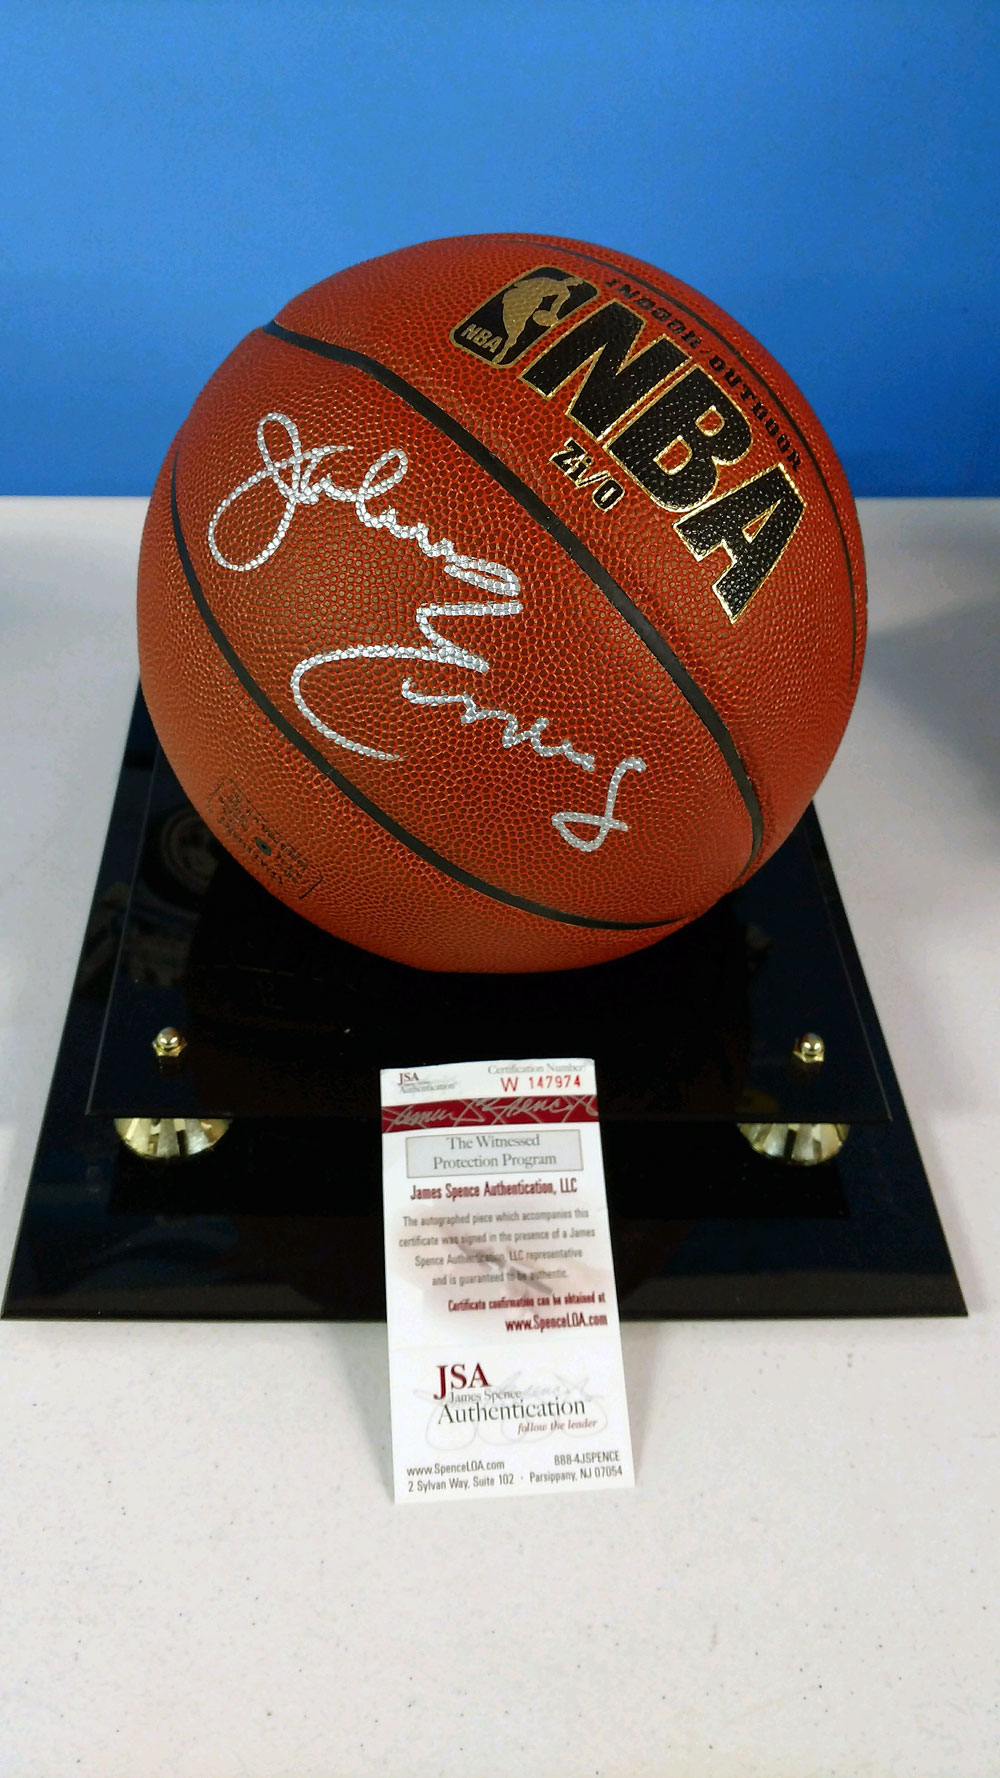 NBA
INDOOR/OUTDOOR
NBA
Zi/O
JSA
Authentication
Certification Number
W 147974
The Witnessed
Protection Program
James Spence Authentication, LLC
The autographed piece which accompanies this
certificate was signed in the presence of a James
Spence Authentication, LLC representative
and is guaranteed to be authentic.
Certificate confirmation can be obtained at
www.SpenceLOA.com
JSA
James Spence
Authentication
follow the leader
www.SpenceLOA.com 888-4JSPENCE
2 Sylvan Way, Suite 102 · Parsippany, NJ 07054